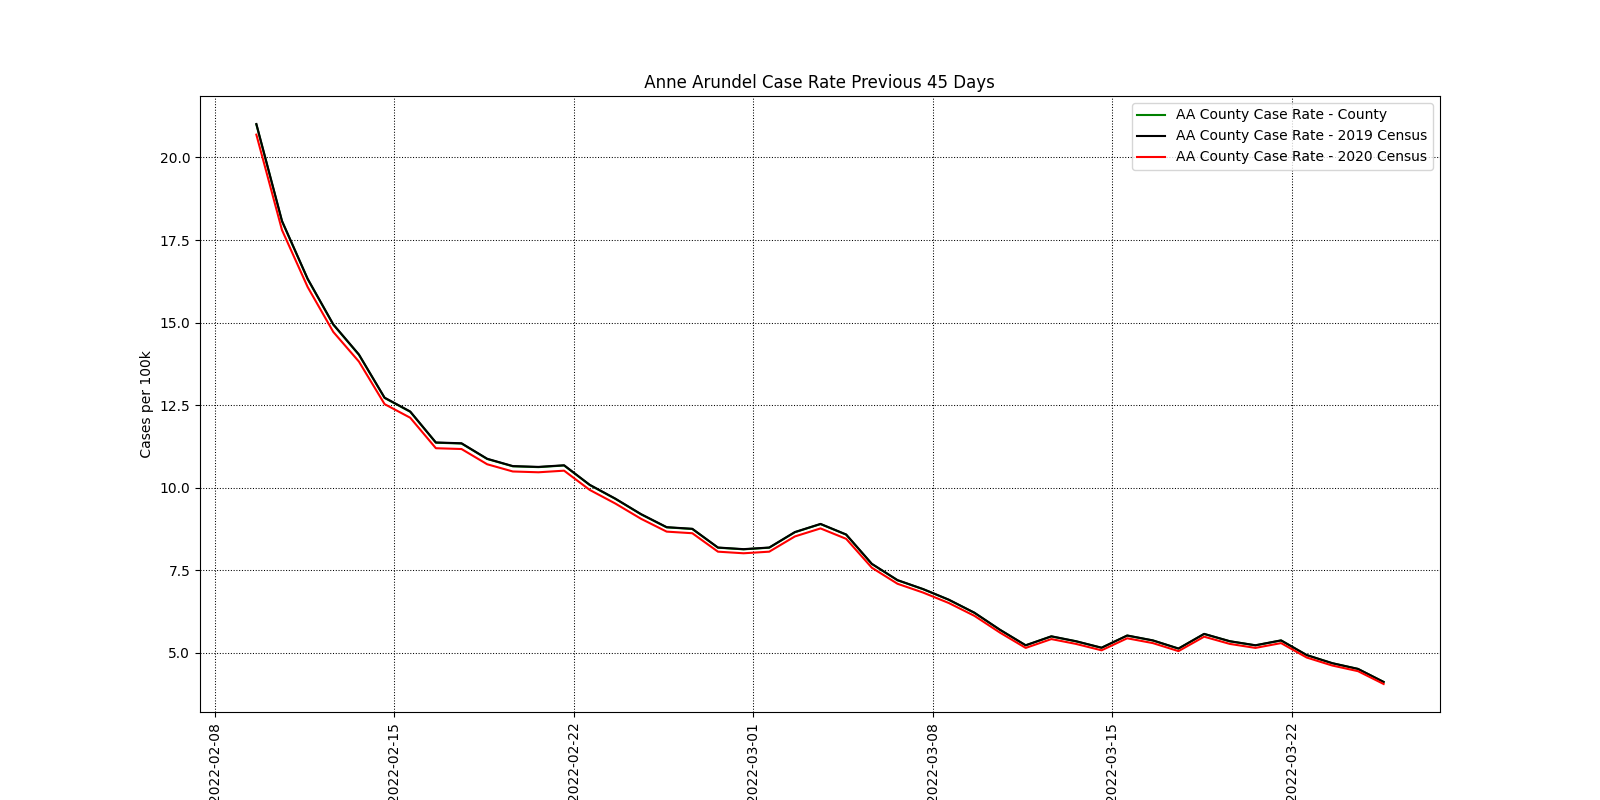 Anne Arundel Case Rate Previous 45 Days
AA County Case Rate - County
AA County Case Rate - 2019 Census
AA County Case Rate - 2020 Census
20.0
17.5
15.0
12.5
10.0
7.5
5.0
Cases per 100k
2022-02-08
2022-02-15
2022-02-22
2022-03-01
2022-03-08
2022-03-15
2022-03-22